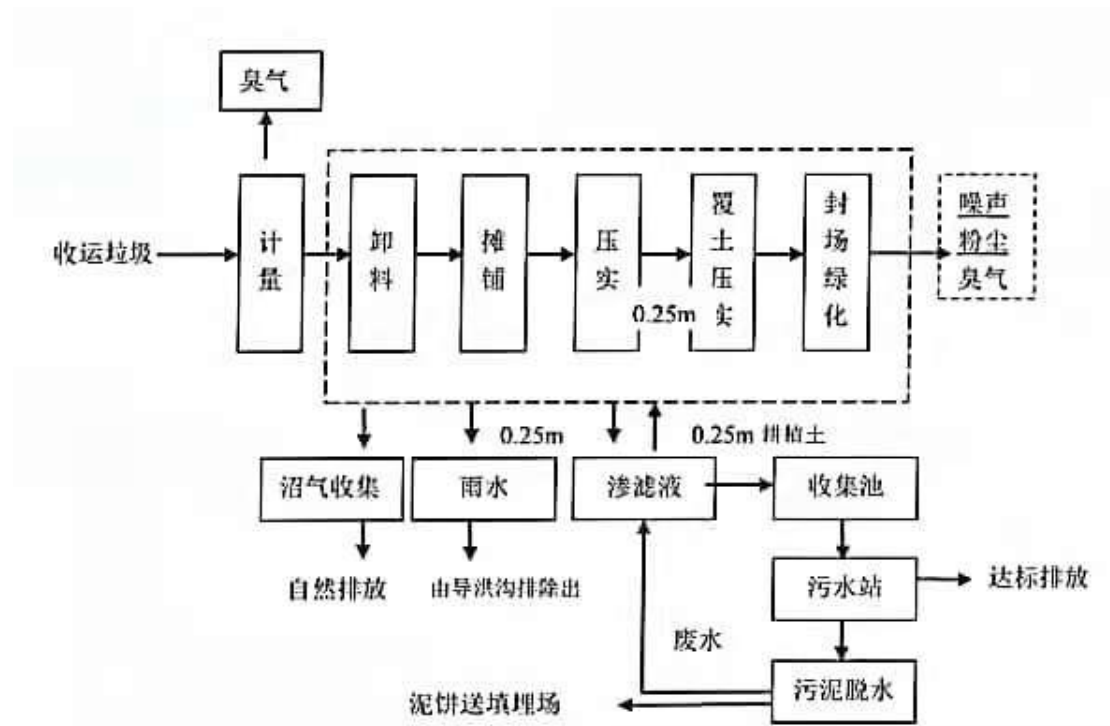 臭气
收运垃圾
计量
卸料
摊铺
压实
覆土压实
封场绿化
噪声
粉尘
臭气
0.25m
0.25m
0.25m 耕植土
沼气收集
雨水
渗滤液
收集池
自然排放
由导洪沟排除出
污水站
达标排放
废水
污泥脱水
泥饼送填埋场